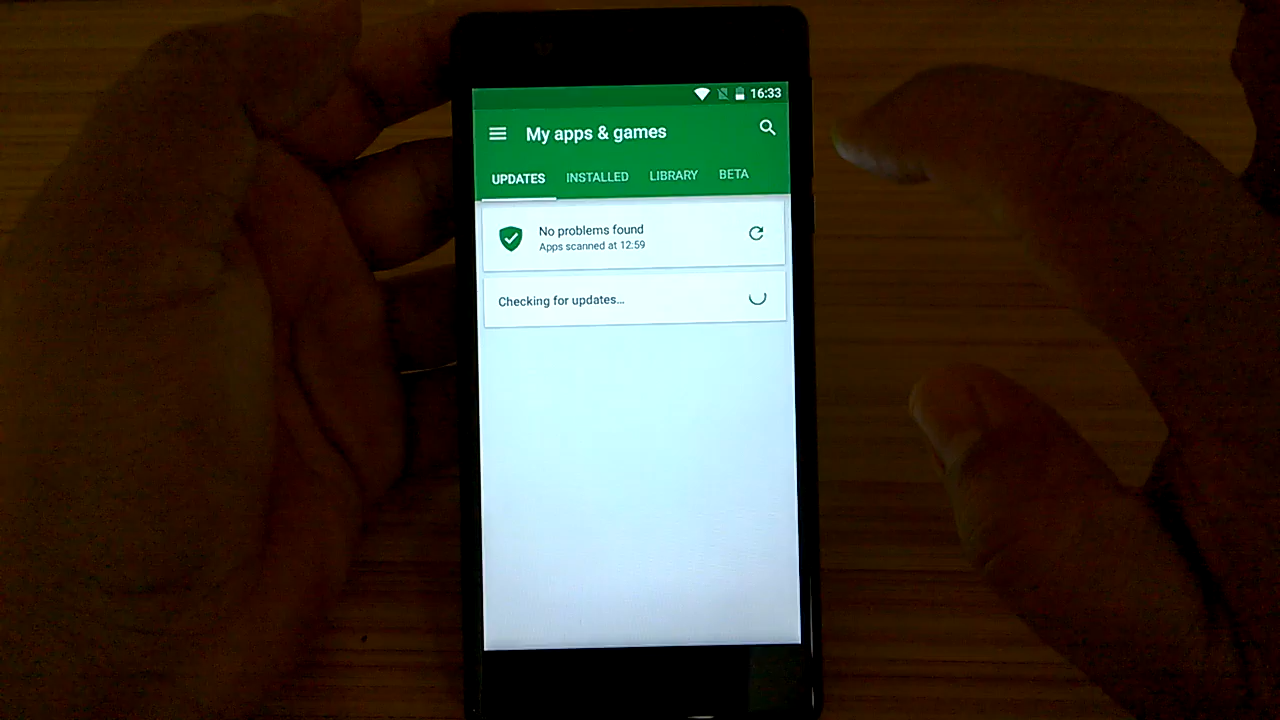 16:33
My apps & games
UPDATES INSTALLED LIBRARY BETA
No problems found
Apps scanned at 12:59
Checking for updates...